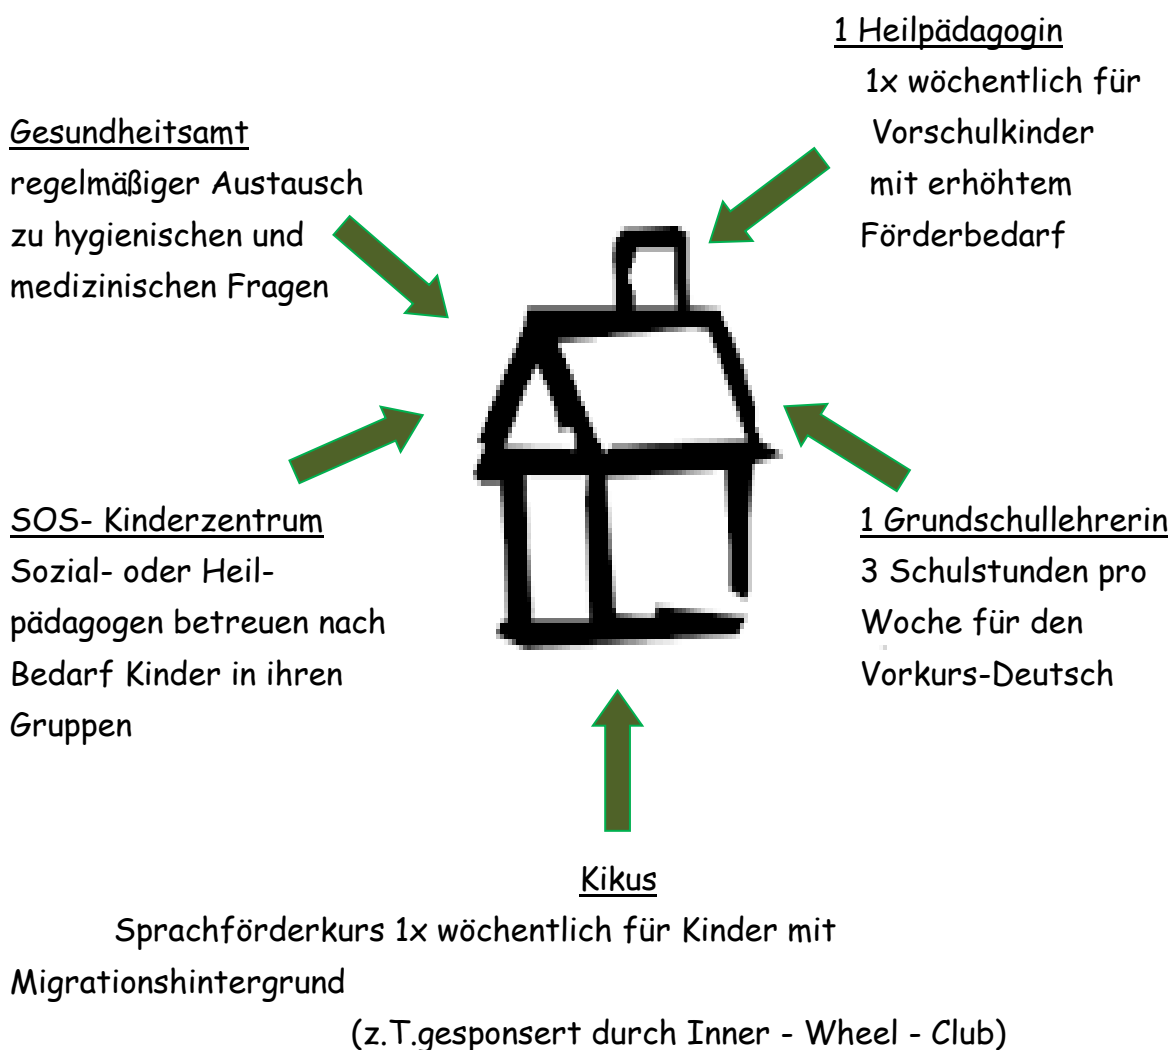 1 Heilpädagogin
1x wöchentlich für
Vorschulkinder
mit erhöhtem
Förderbedarf
Gesundheitsamt
regelmäßiger Austausch
zu hygienischen und
medizinischen Fragen
SOS- Kinderzentrum
Sozial- oder Heil-
pädagogen betreuen nach
Bedarf Kinder in ihren
Gruppen
1 Grundschullehrerin
3 Schulstunden pro
Woche für den
Vorkurs-Deutsch
Kikus
Sprachförderkurs 1x wöchentlich für Kinder mit
Migrationshintergrund
(z.T.gesponsert durch Inner - Wheel - Club)